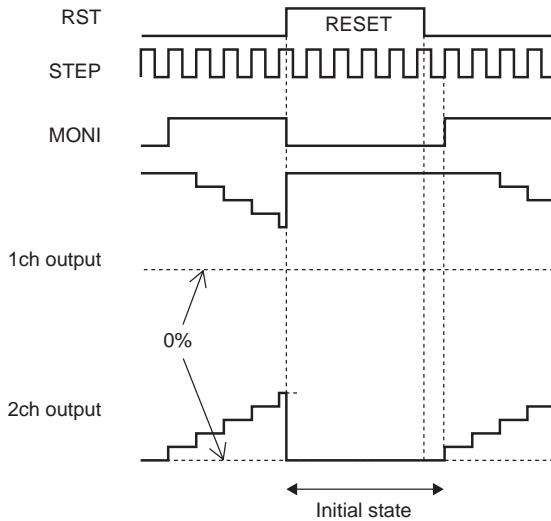 RST
RESET
STEP
MONI
1ch output
0%
2ch output
Initial state